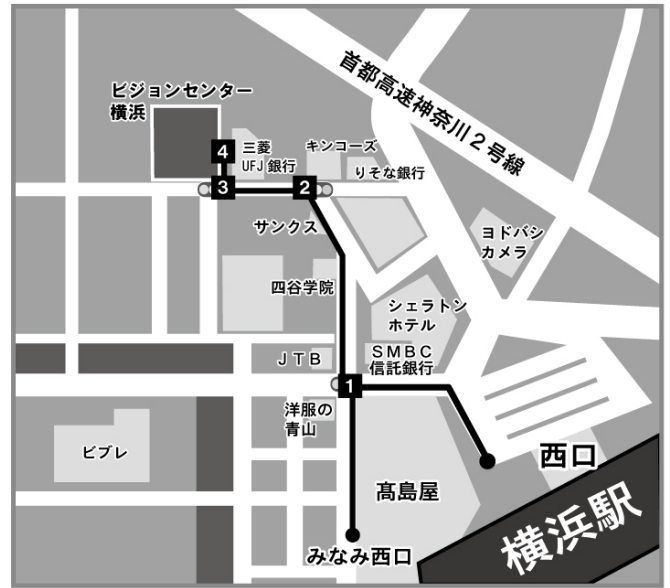 首都高速神奈川2号線
ビジョンセンター
横浜
4
三菱
UFJ 銀行
キンコーズ
りそな銀行
3
2
サンクス
ヨドバシ
カメラ
四谷学院
シェラトン
ホテル
JTB
SMBC
信託銀行
1
洋服の
青山
ビブレ
髙島屋
西口
横浜駅
みなみ西口